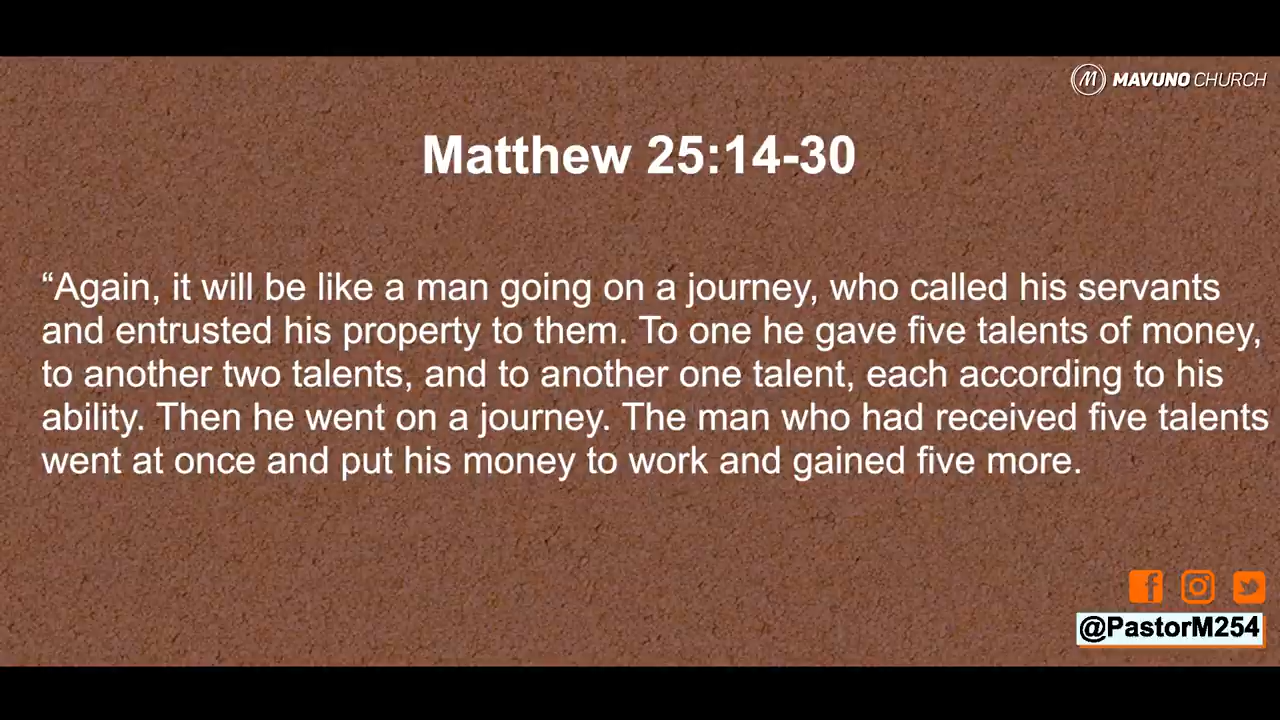 MAVUNO CHURCH
Matthew 25:14-30
“Again, it will be like a man going on a journey, who called his servants
and entrusted his property to them. To one he gave five talents of money,
to another two talents, and to another one talent, each according to his
ability. Then he went on a journey. The man who had received five talents
went at once and put his money to work and gained five more.
@PastorM254